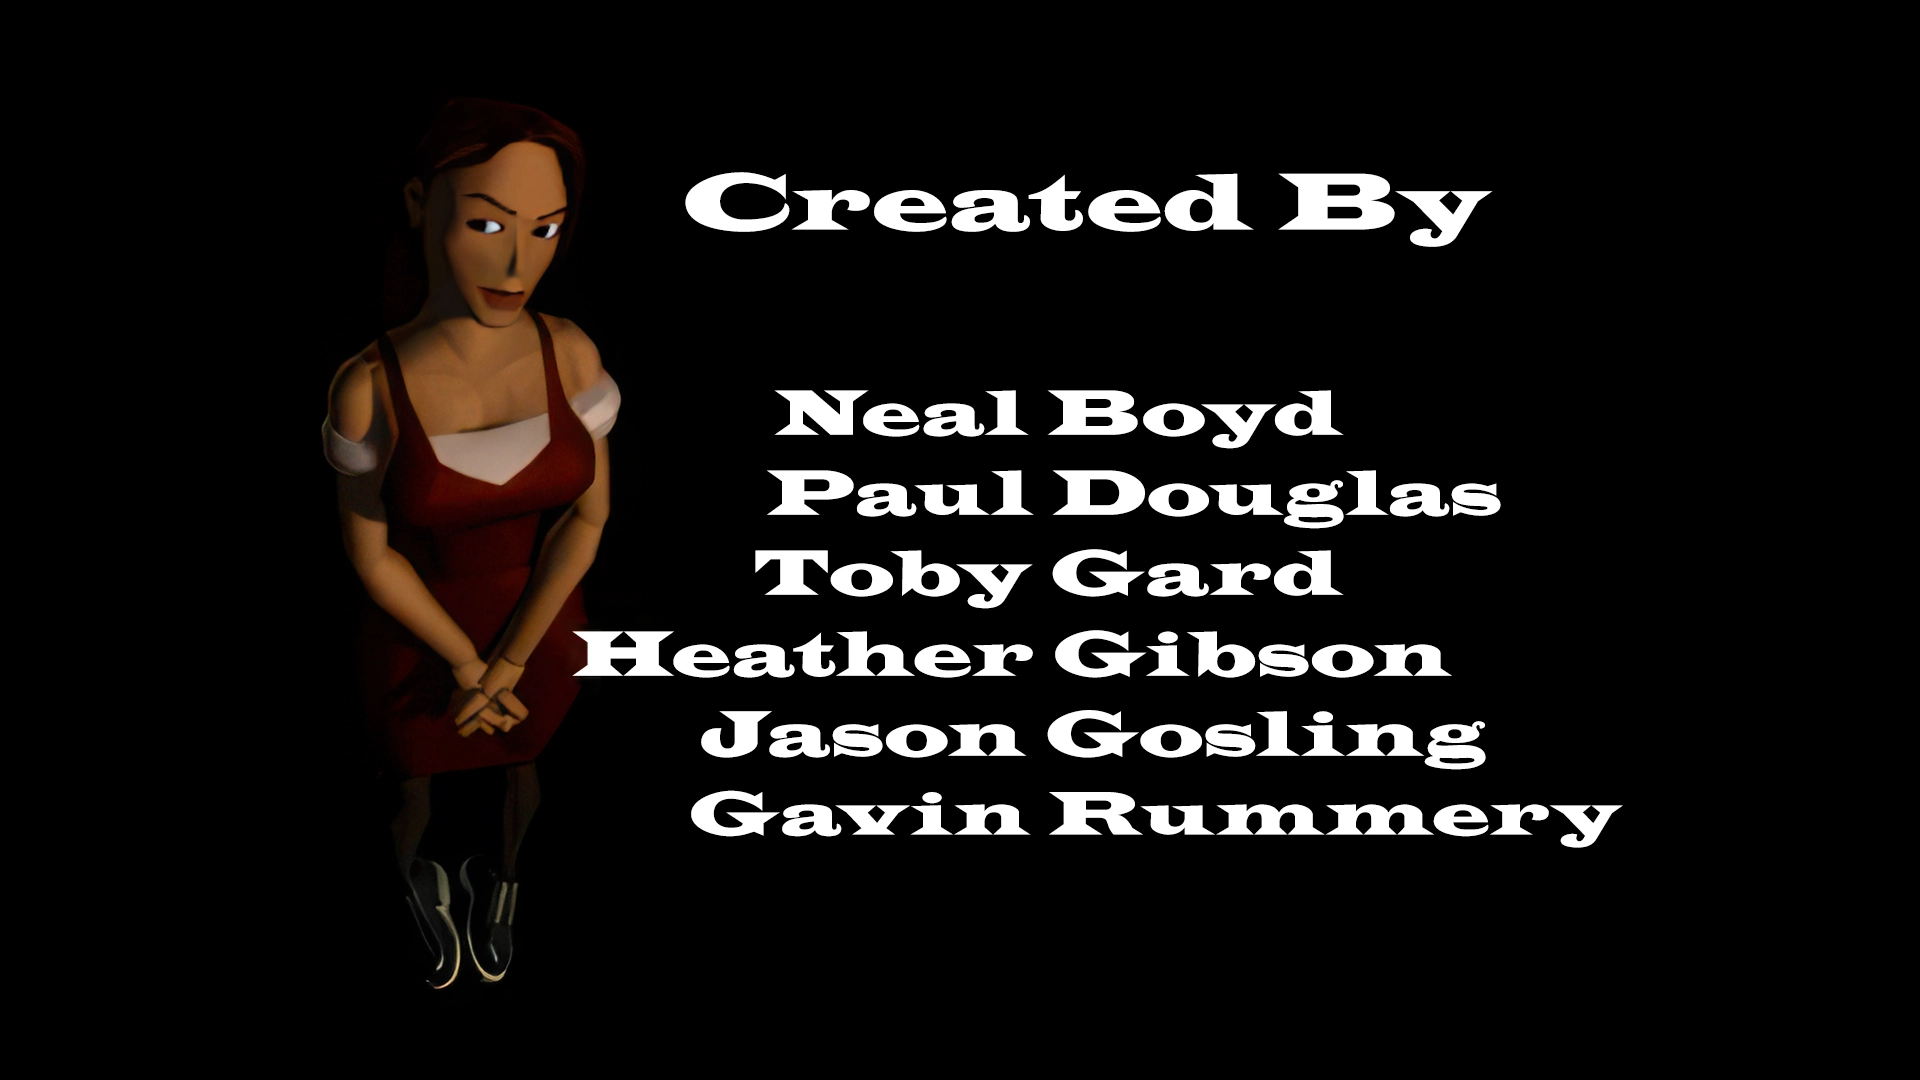 Created By
Neal Boyd
Paul Douglas
Toby Gard
Heather Gibson
Jason Gosling
Gavin Rummery